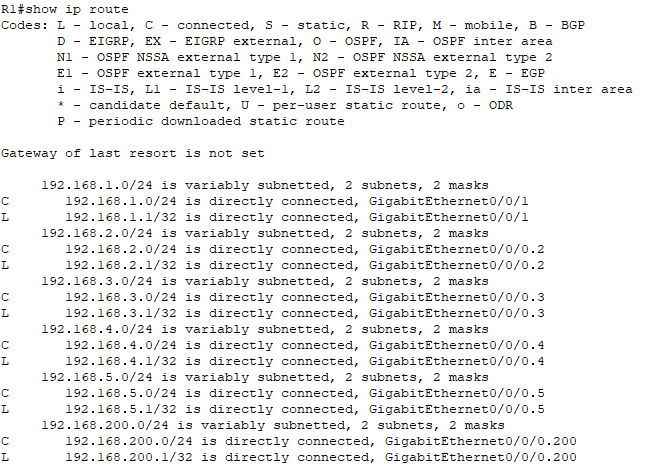 R1#show ip route
Codes: L - local, C - connected, S - static, R - RIP, M - mobile, B - BGP
       D - EIGRP, EX - EIGRP external, O - OSPF, IA - OSPF inter area
       N1 - OSPF NSSA external type 1, N2 - OSPF NSSA external type 2
       E1 - OSPF external type 1, E2 - OSPF external type 2, E - EGP
       i - IS-IS, L1 - IS-IS level-1, L2 - IS-IS level-2, ia - IS-IS inter area
       * - candidate default, U - per-user static route, o - ODR
       P - periodic downloaded static route

Gateway of last resort is not set

     192.168.1.0/24 is variably subnetted, 2 subnets, 2 masks
C       192.168.1.0/24 is directly connected, GigabitEthernet0/0/1
L       192.168.1.1/32 is directly connected, GigabitEthernet0/0/1
     192.168.2.0/24 is variably subnetted, 2 subnets, 2 masks
C       192.168.2.0/24 is directly connected, GigabitEthernet0/0/0.2
L       192.168.2.1/32 is directly connected, GigabitEthernet0/0/0.2
     192.168.3.0/24 is variably subnetted, 2 subnets, 2 masks
C       192.168.3.0/24 is directly connected, GigabitEthernet0/0/0.3
L       192.168.3.1/32 is directly connected, GigabitEthernet0/0/0.3
     192.168.4.0/24 is variably subnetted, 2 subnets, 2 masks
C       192.168.4.0/24 is directly connected, GigabitEthernet0/0/0.4
L       192.168.4.1/32 is directly connected, GigabitEthernet0/0/0.4
     192.168.5.0/24 is variably subnetted, 2 subnets, 2 masks
C       192.168.5.0/24 is directly connected, GigabitEthernet0/0/0.5
L       192.168.5.1/32 is directly connected, GigabitEthernet0/0/0.5
     192.168.200.0/24 is variably subnetted, 2 subnets, 2 masks
C       192.168.200.0/24 is directly connected, GigabitEthernet0/0/0.200
L       192.168.200.1/32 is directly connected, GigabitEthernet0/0/0.200